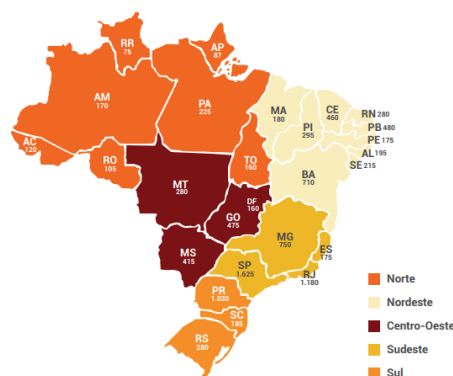 RR
75
AP
87
AM
170
PA
225
MA
180
CE
460
RN 280
PI
295
PB 480
PE 175
AC
120
AL 195
RO
105
TO
160
SE 215
BA
710
MT
280
DF
160
GO
475
MG
750
ES
175
MS
415
SP
1.625
RJ
1.180
PR
1.020
SC
185
RS
280
Norte
Nordeste
Centro-Oeste
Sudeste
Sul